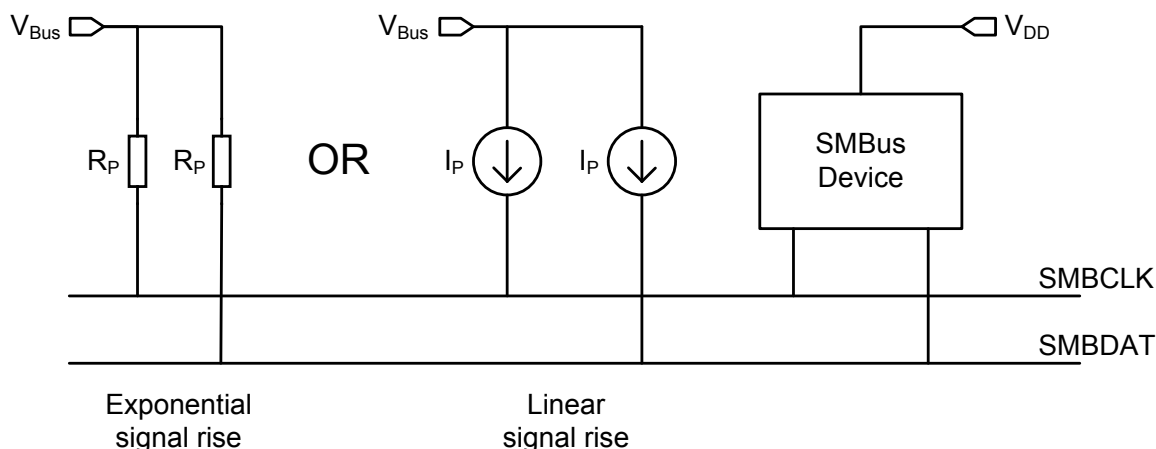 VBus
VBus
VDD
RP
RP
OR
IP
IP
SMBus
Device
SMBCLK
SMBDAT
Exponential
signal rise
Linear
signal rise